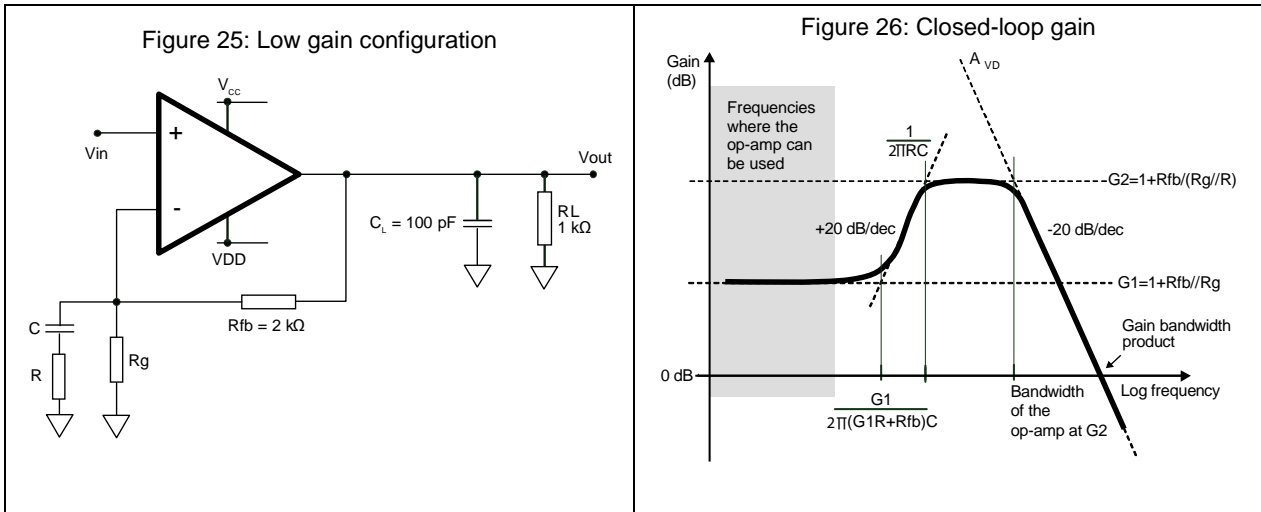 Figure 25: Low gain configuration
Vcc
+
Vin
-
VDD
Vout
CL = 100 pF
RL
1 kΩ
C
R
Rg
Rfb = 2 kΩ
Figure 26: Closed-loop gain
Gain
(dB)
A VD
Frequencies
where the
op-amp can
be used
1
2ΠRC
G2=1+Rfb/(Rg//R)
+20 dB/dec
-20 dB/dec
G1=1+Rfb//Rg
Gain bandwidth
product
0 dB
Log frequency
G1
2Π(G1R+Rfb)C
Bandwidth
of the
op-amp at G2